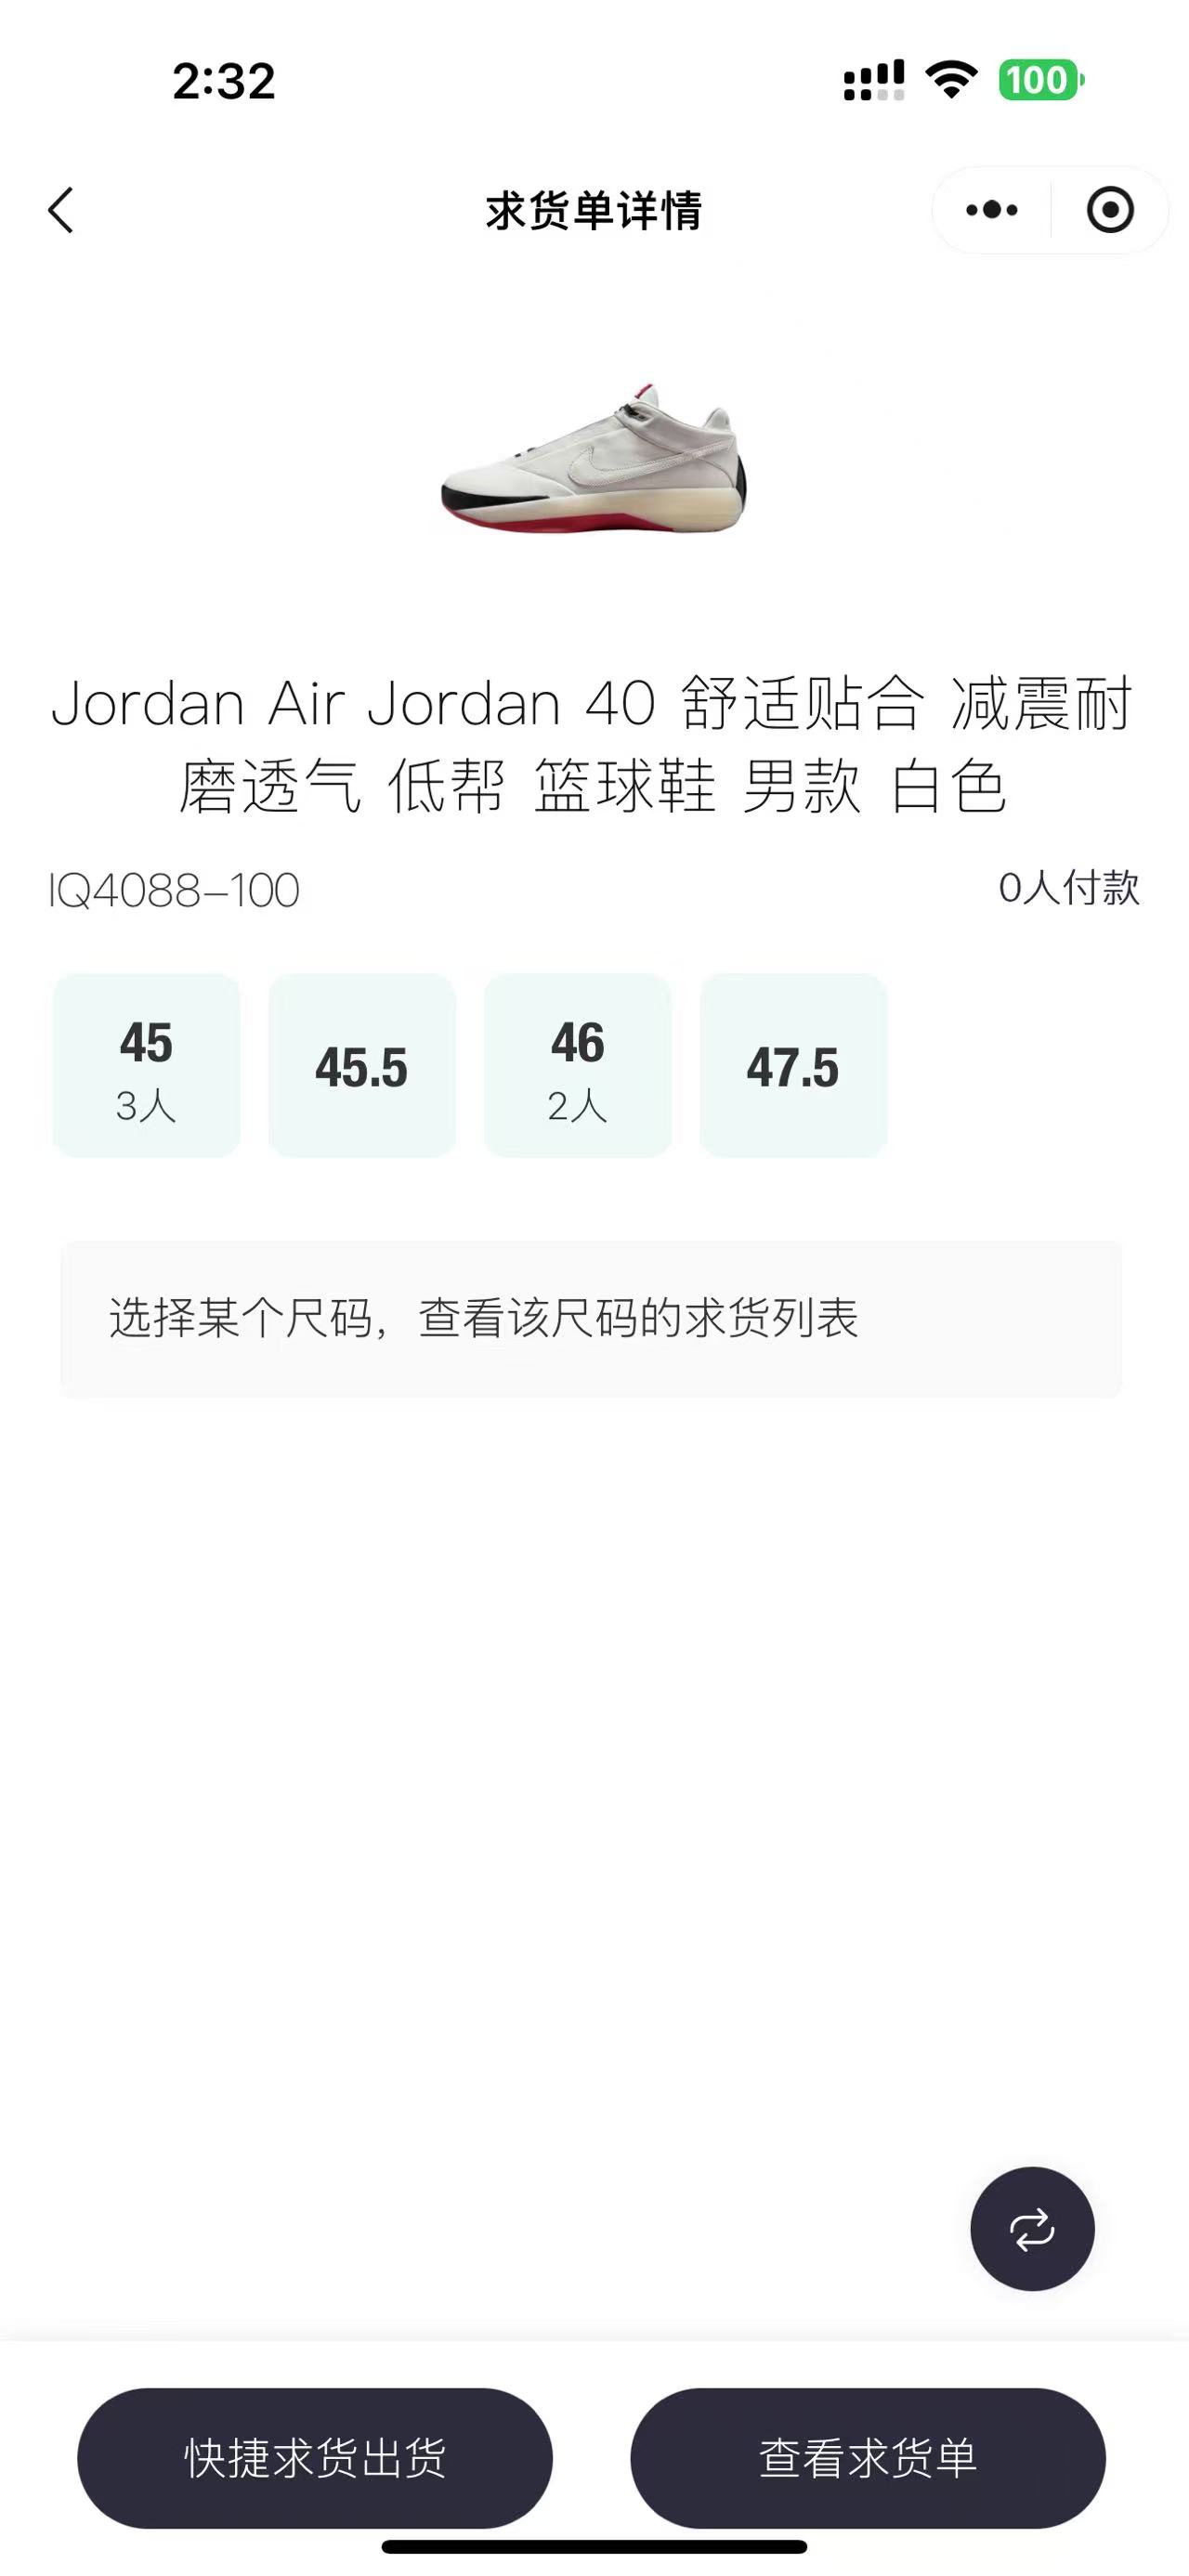 2:32
100
求货单详情
Jordan Air Jordan 40 舒适贴合 减震耐
磨透气 低帮 篮球鞋 男款 白色
IQ4088-100
0人付款
45
3人
45.5
46
2人
47.5
选择某个尺码，查看该尺码的求货列表
快捷求货出货
查看求货单